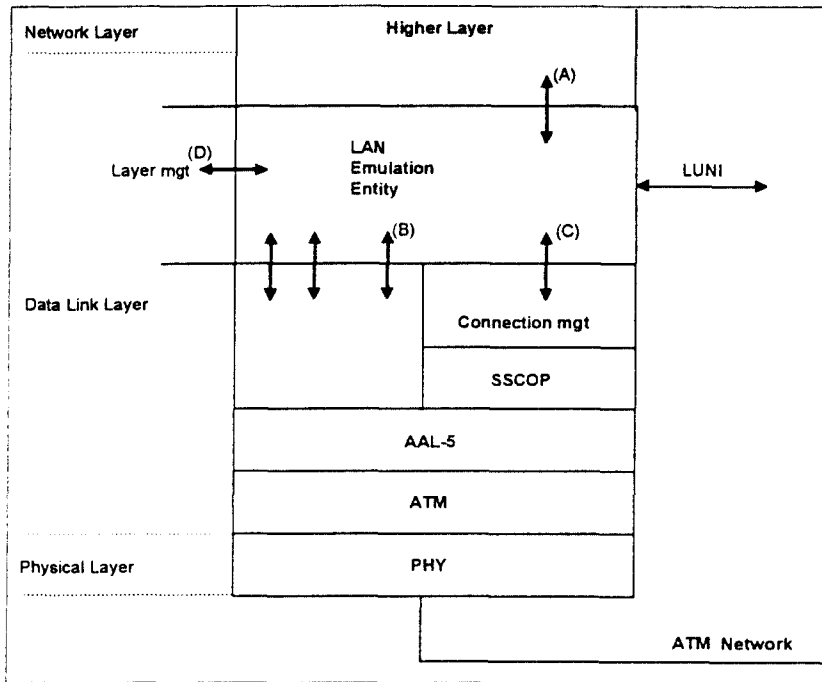 Network Layer
Higher Layer
(A)
(D)
Layer mgt
LAN
Emulation
Entity
LUNI
(B)
(C)
Data Link Layer
Connection mgt
SSCOP
AAL-5
ATM
Physical Layer
PHY
ATM Network